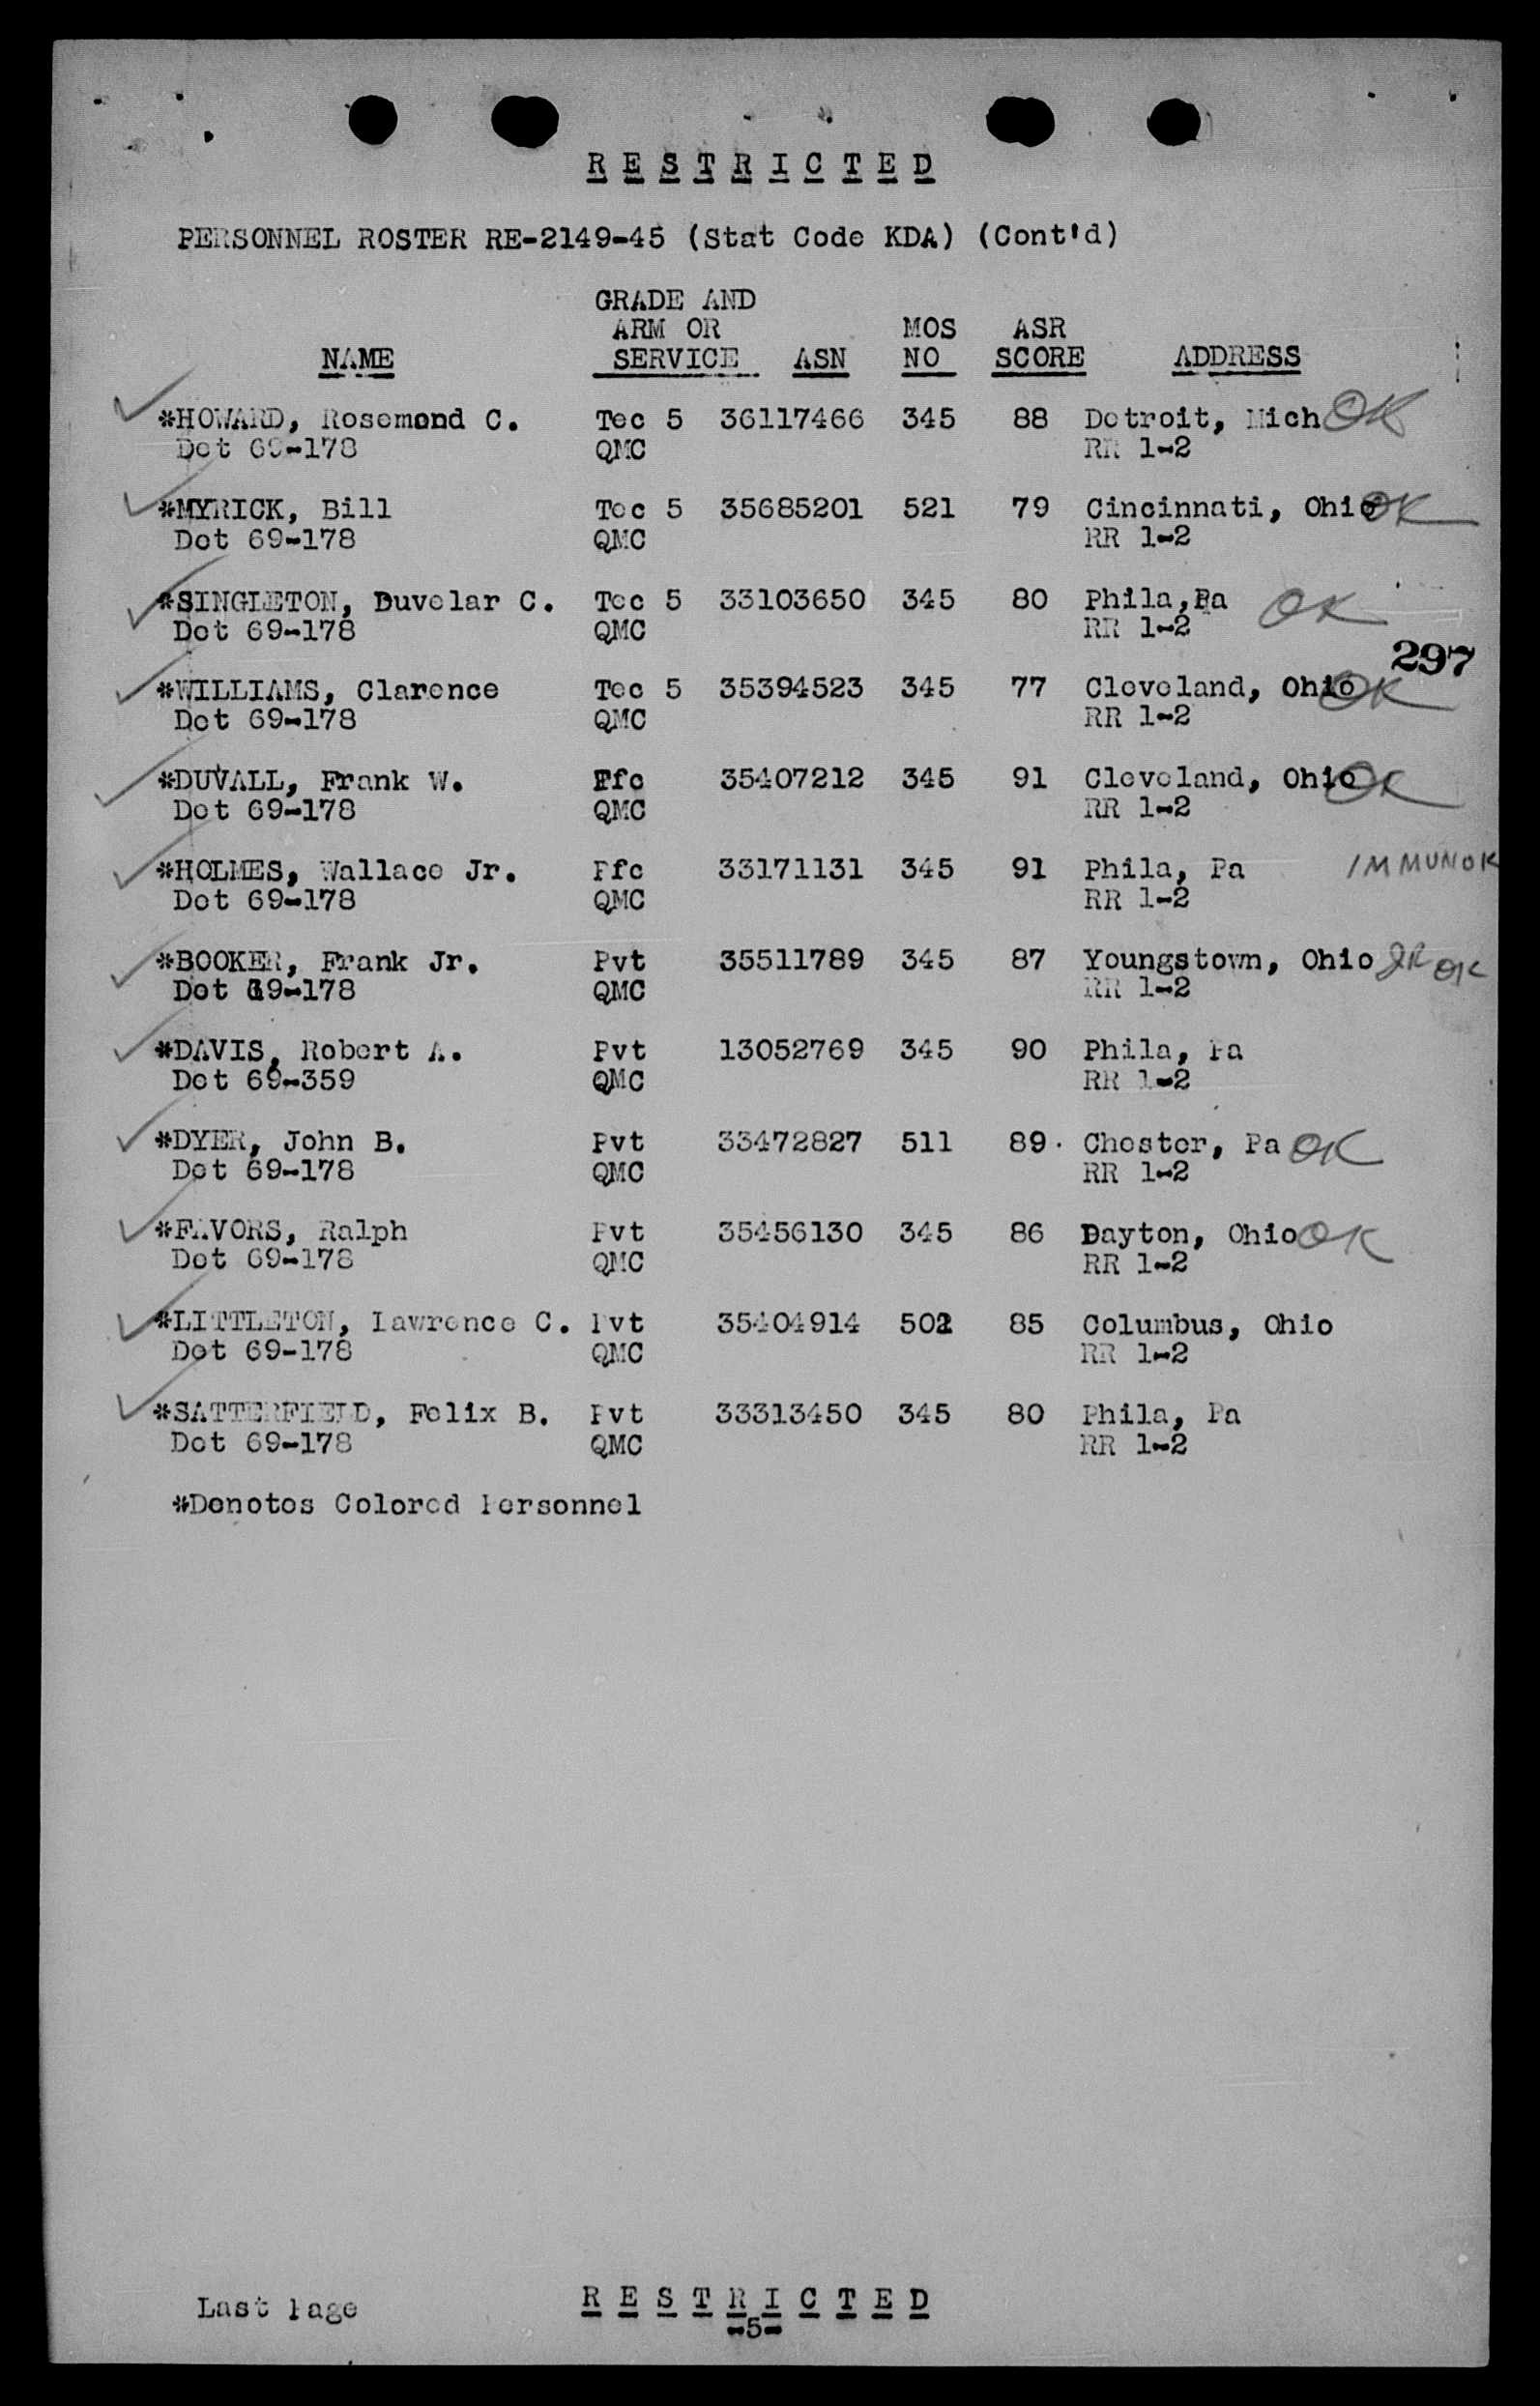 R E S T R I C T E D
PERSONNEL ROSTER RE-2149-45 (Stat Code KDA) (Cont'd)
GRADE AND
ARM OR MOS ASR
NAME SERVICE ASN NO SCORE ADDRESS
*HOWARD, Rosemond C. Tec 5 36117466 345 88 Detroit, Mich OK
Det 69-178 QMC RR 1-2
*MYRICK, Bill Tec 5 35685201 521 79 Cincinnati, Ohio OK
Det 69-178 QMC RR 1-2
*SINGLETON, Duvelar C. Tec 5 33103650 345 80 Phila,Pa OK
Det 69-178 QMC RR 1-2
297
*WILLIAMS, Clarence Tec 5 35394523 345 77 Cleveland, Ohio OK
Det 69-178 QMC RR 1-2
*DUVALL, Frank W. Pfc 35407212 345 91 Cleveland, Ohio OK
Det 69-178 QMC RR 1-2
*HOLMES, Wallace Jr. Pfc 33171131 345 91 Phila, Pa IMMUN OK
Det 69-178 QMC RR 1-2
*BOOKER, Frank Jr. Pvt 35511789 345 87 Youngstown, Ohio OK
Det 69-178 QMC RR 1-2
*DAVIS, Robert A. Pvt 13052769 345 90 Phila, Pa
Det 69-359 QMC RR 1-2
*DYER, John B. Pvt 33472827 511 89 Chester, Pa OK
Det 69-178 QMC RR 1-2
*FAVORS, Ralph Pvt 35456130 345 86 Dayton, Ohio OK
Det 69-178 QMC RR 1-2
*LITTLETON, Lawrence C. Pvt 35404914 502 85 Columbus, Ohio
Det 69-178 QMC RR 1-2
*SATTERFIELD, Felix B. Pvt 33313450 345 80 Phila, Pa
Det 69-178 QMC RR 1-2
*Denotes Colored Personnel
Last Page R E S T R I C T E D
-5-